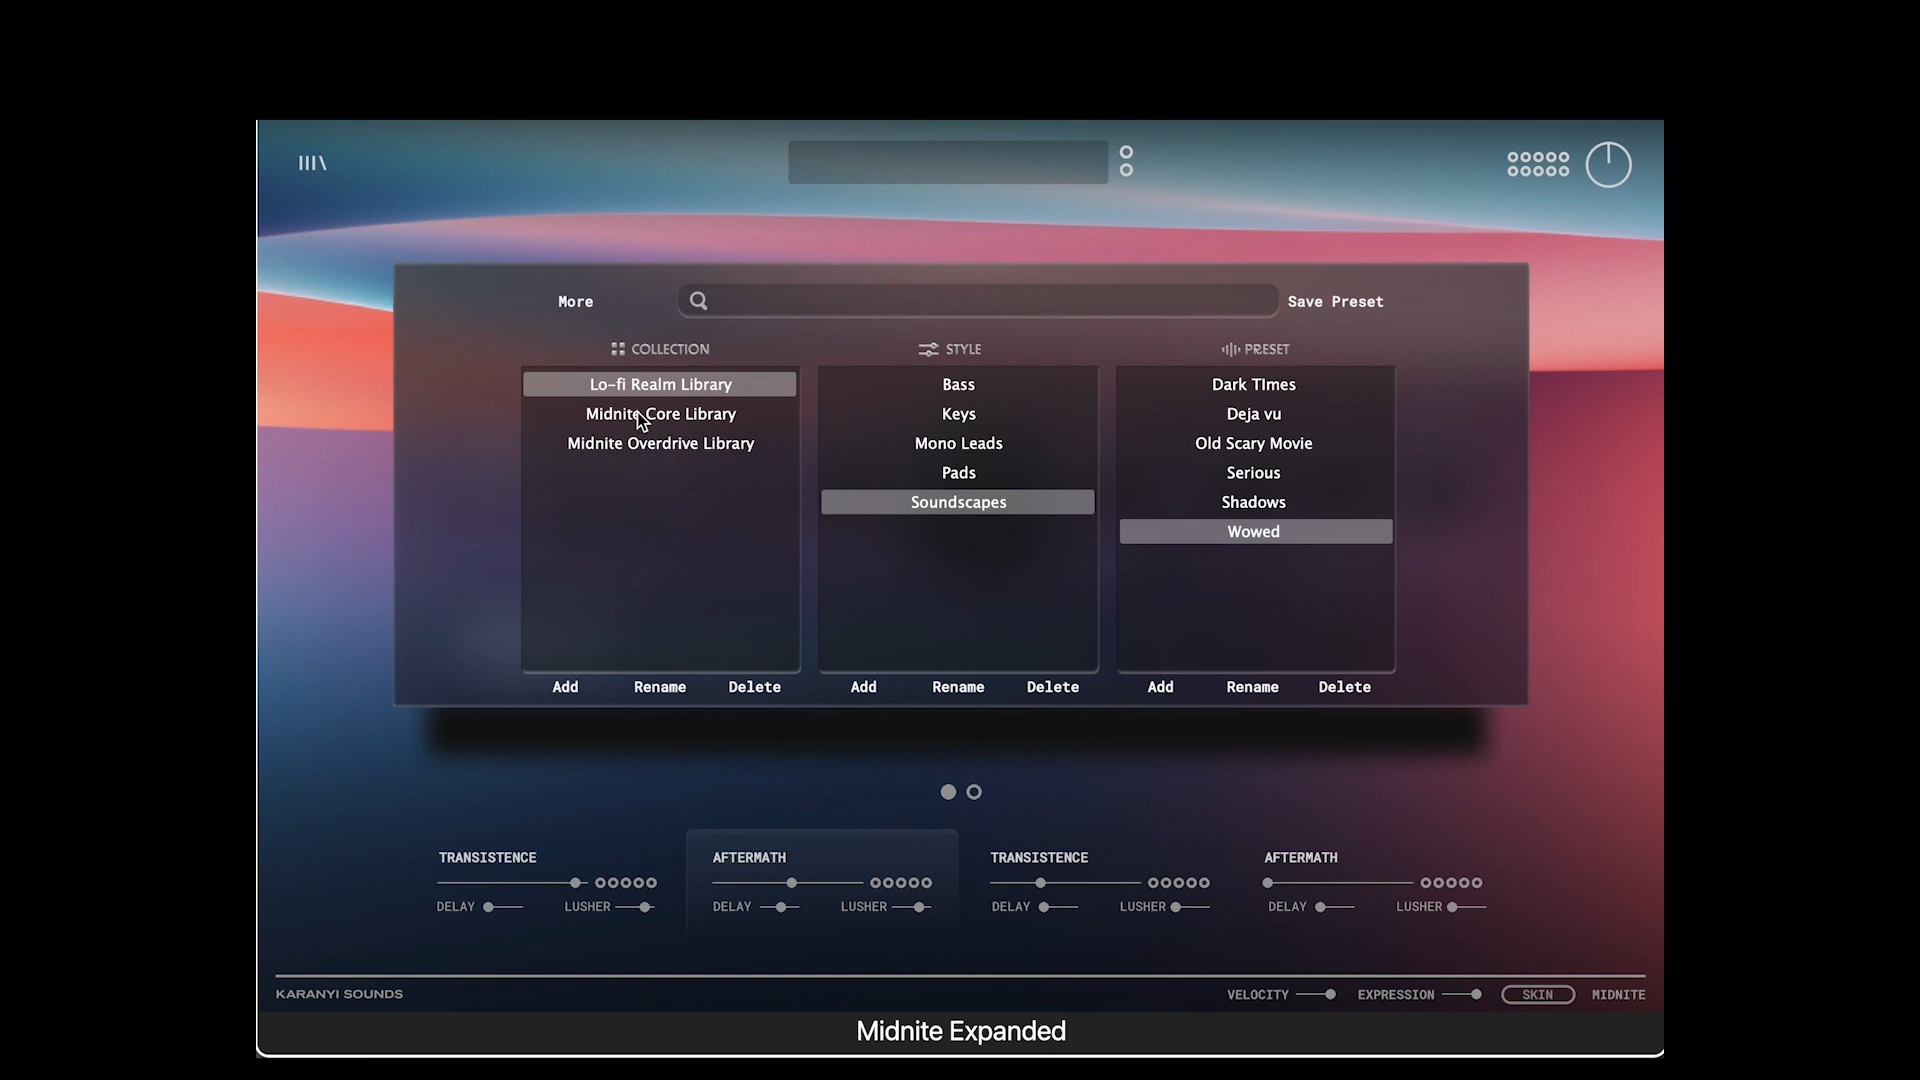 More
Save Preset
COLLECTION
STYLE
PRESET
Lo-fi Realm Library
Midnite Core Library
Midnite Overdrive Library
Bass
Keys
Mono Leads
Pads
Soundscapes
Dark TImes
Deja vu
Old Scary Movie
Serious
Shadows
Wowed
Add Rename Delete
Add Rename Delete
Add Rename Delete
TRANSISTENCE
DELAY LUSHER
AFTERMATH
DELAY LUSHER
TRANSISTENCE
DELAY LUSHER
AFTERMATH
DELAY LUSHER
KARANYI SOUNDS
VELOCITY EXPRESSION SKIN MIDNITE
Midnite Expanded